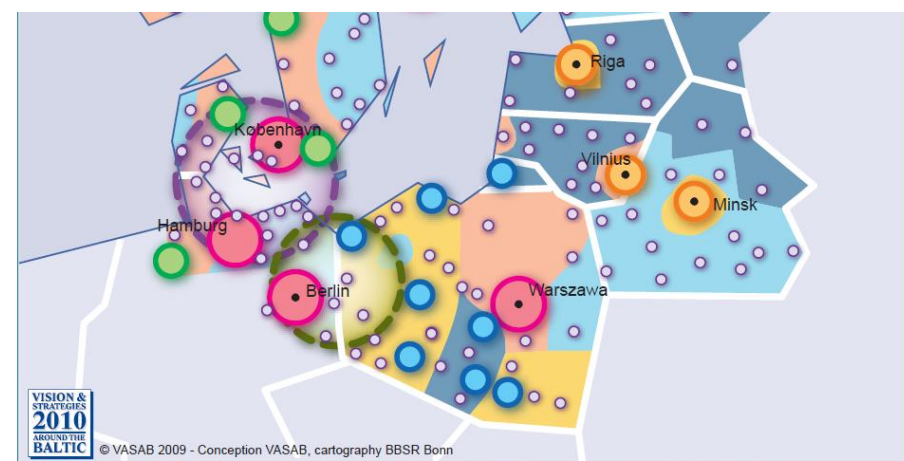 Riga
København
Vilnius
Minsk
Hamburg
Berlin
Warszawa
VISION &
STRATEGIES
2010
AROUND THE
BALTIC
© VASAB 2009 - Conception VASAB, cartography BBSR Bonn